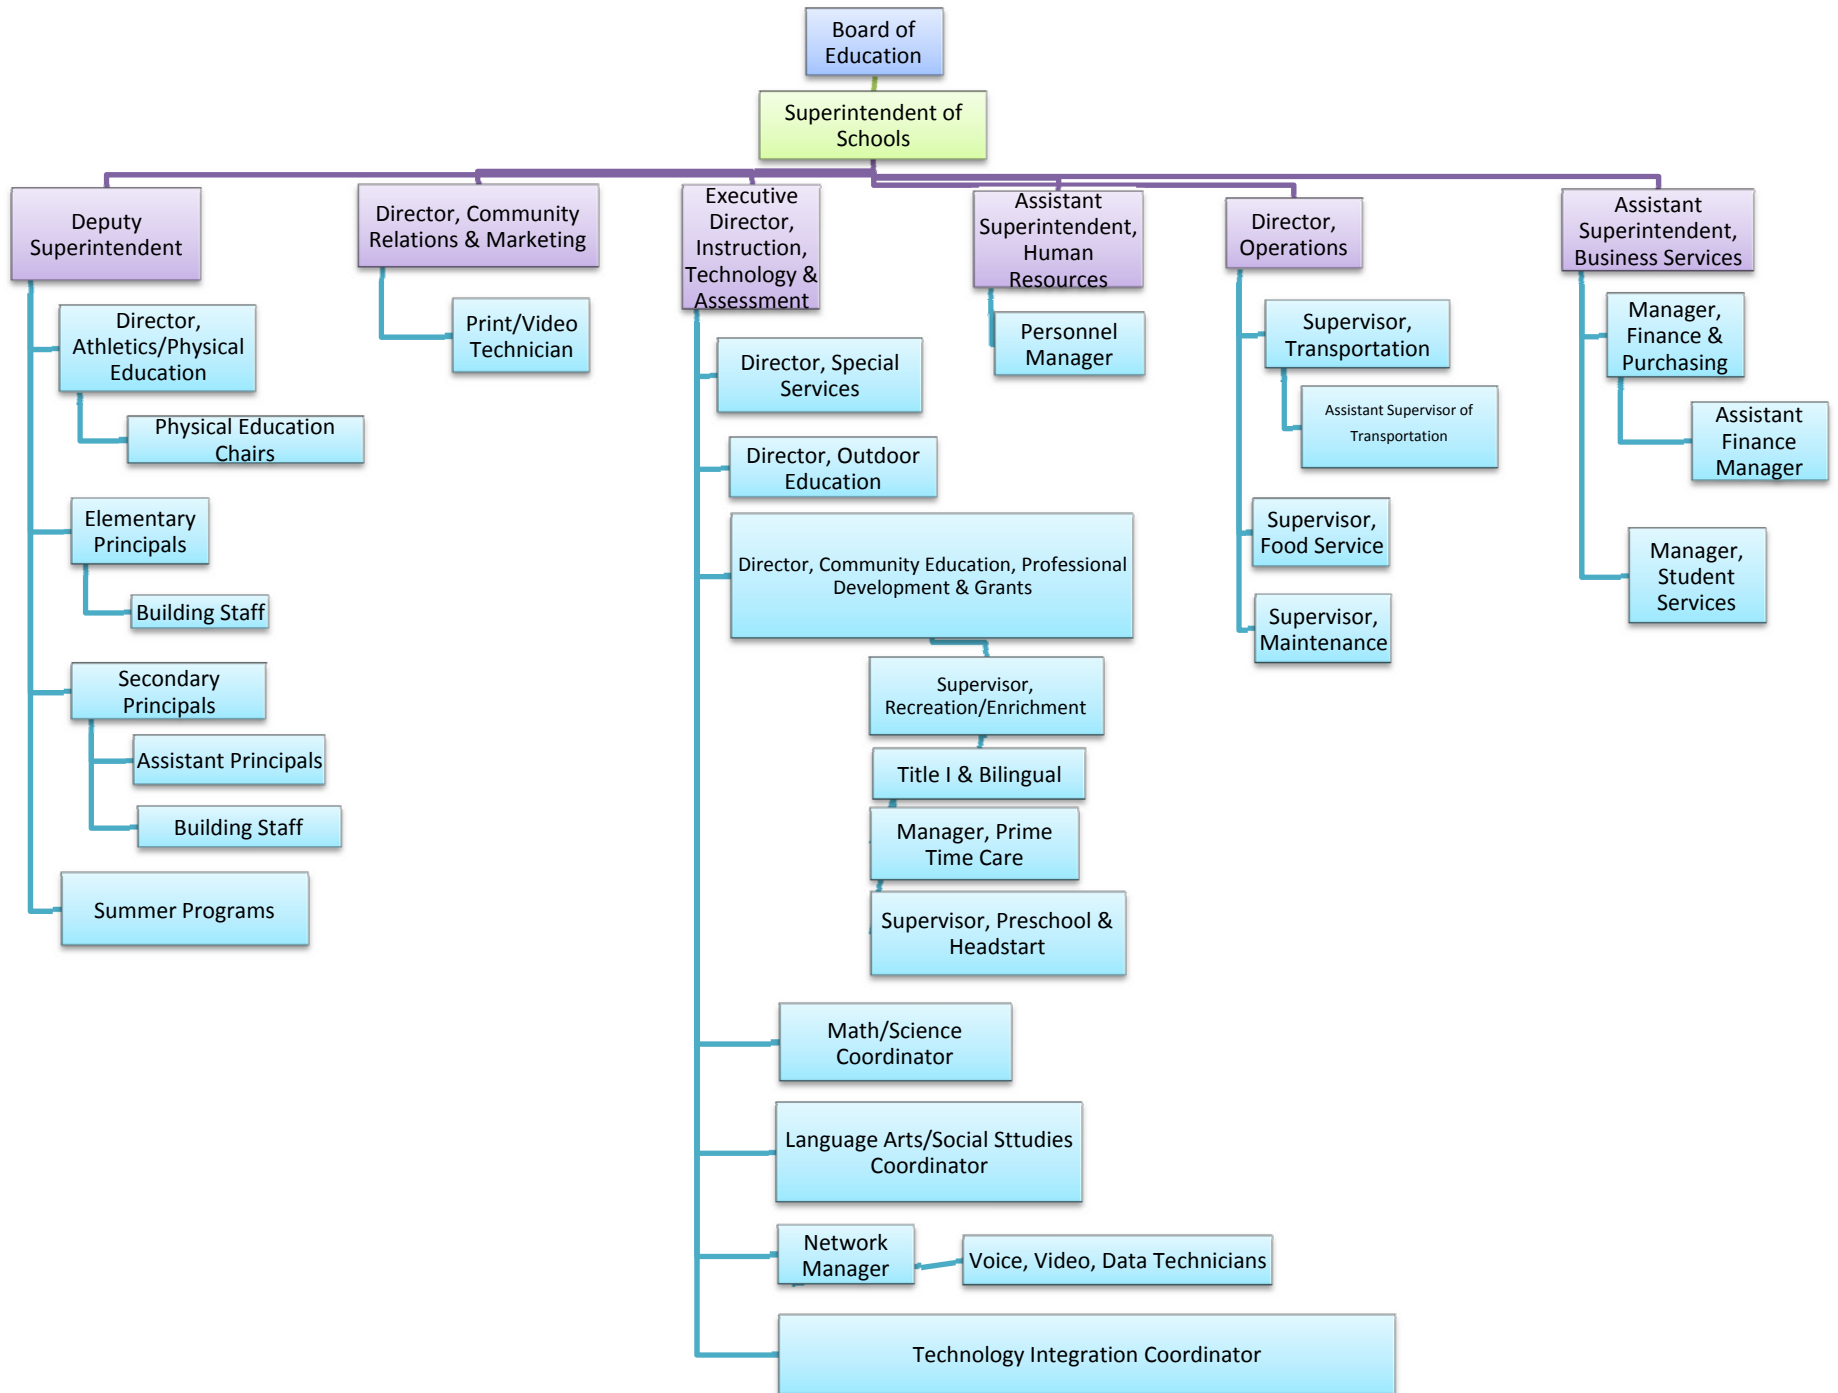 Board of
Education
Superintendent of
Schools
Deputy
Superintendent
Director, Community
Relations & Marketing
Executive
Director,
Instruction,
Technology &
Assessment
Assistant
Superintendent,
Human
Resources
Director,
Operations
Assistant
Superintendent,
Business Services
Director,
Athletics/Physical
Education
Physical Education
Chairs
Elementary
Principals
Building Staff
Secondary
Principals
Assistant Principals
Building Staff
Summer Programs
Print/Video
Technician
Director, Special
Services
Director, Outdoor
Education
Director, Community Education, Professional
Development & Grants
Supervisor,
Recreation/Enrichment
Title I & Bilingual
Manager, Prime
Time Care
Supervisor, Preschool &
Headstart
Math/Science
Coordinator
Language Arts/Social Sttudies
Coordinator
Network
Manager
Voice, Video, Data Technicians
Technology Integration Coordinator
Personnel
Manager
Supervisor,
Transportation
Assistant Supervisor of
Transportation
Supervisor,
Food Service
Supervisor,
Maintenance
Manager,
Finance &
Purchasing
Assistant
Finance
Manager
Manager,
Student
Services